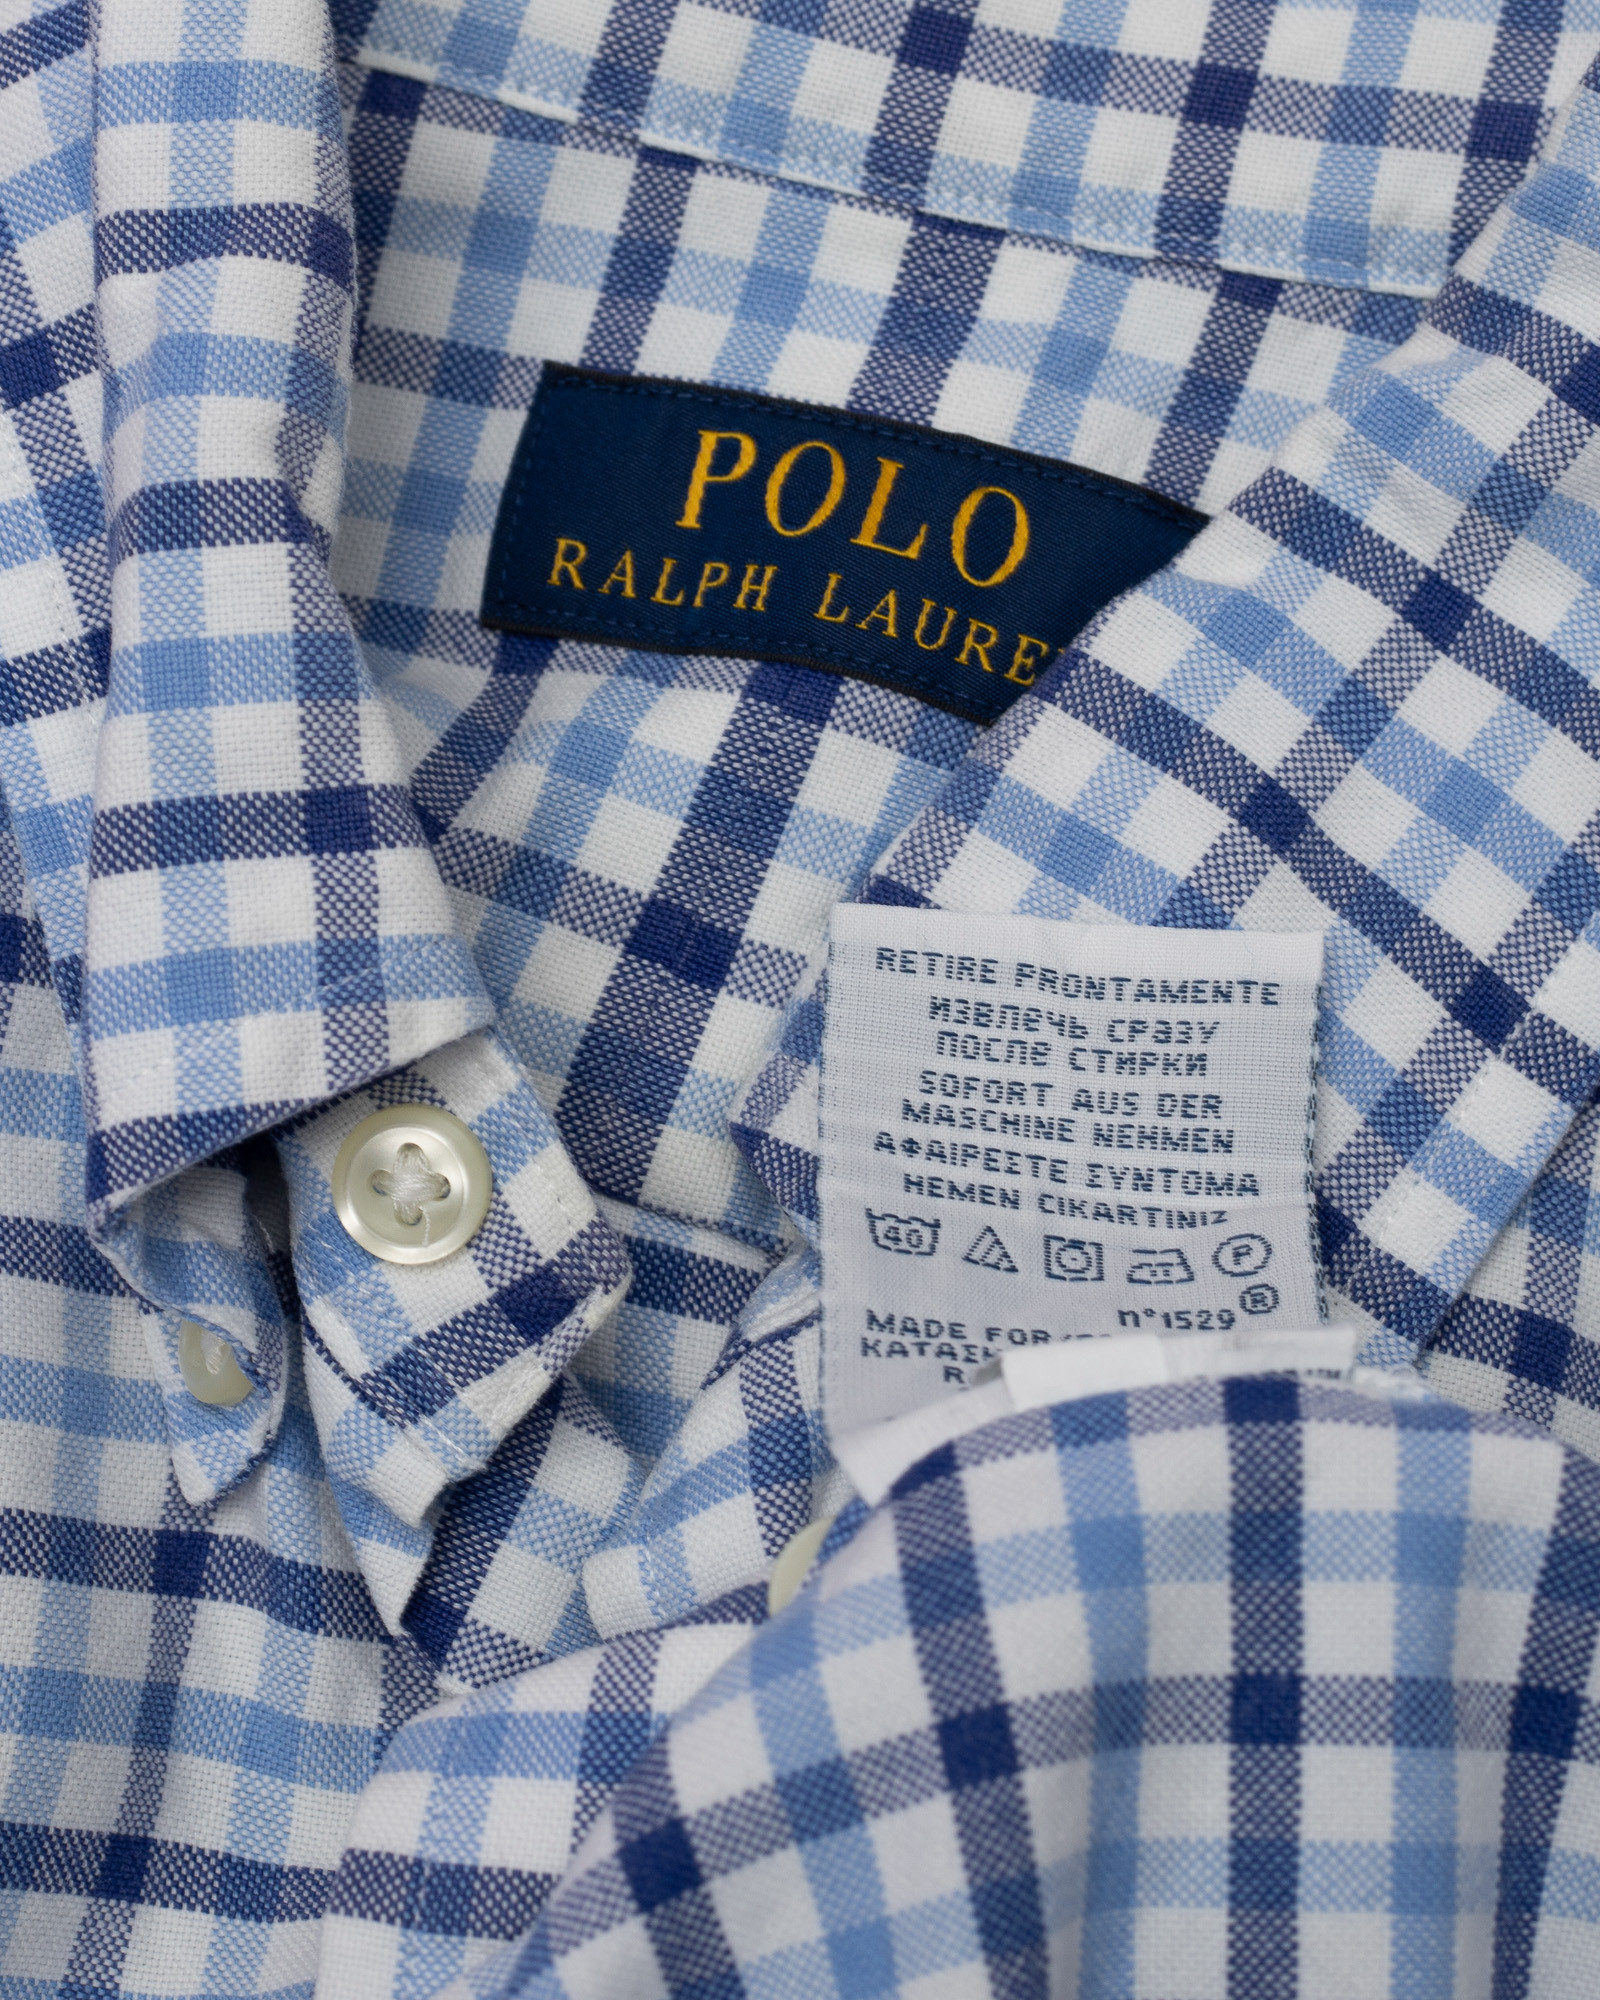 POLO
RALPH LAURE
RETIRE PRONTAMENTE
ИЗВЛЕЧЬ СРАЗУ
ПОСЛЕ СТИРКИ
SOFORT AUS DER
MASCHINE NEHMEN
ΑΦΑΙΡΕΣΤΕ ΣΥΝΤΟΜΑ
HEMEN CIKARTINIZ
40 P
n°1529 ®
MADE FOR